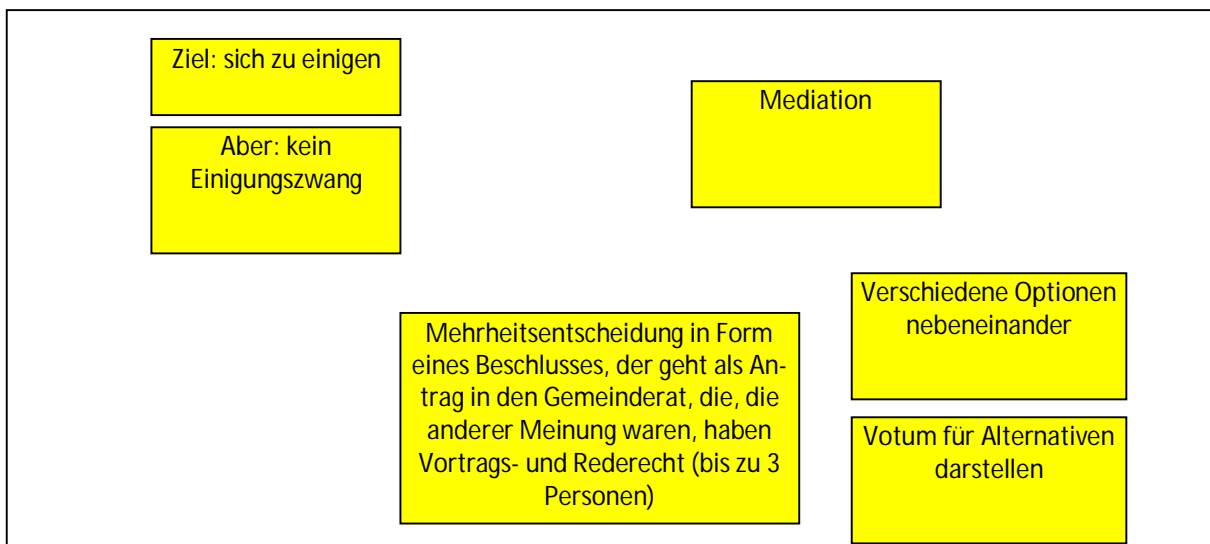 Ziel: sich zu einigen
Aber: kein
Einigungszwang
Mediation
Mehrheitsentscheidung in Form
eines Beschlusses, der geht als An-
trag in den Gemeinderat, die, die
anderer Meinung waren, haben
Vortrags- und Rederecht (bis zu 3
Personen)
Verschiedene Optionen
nebeneinander
Votum für Alternativen
darstellen